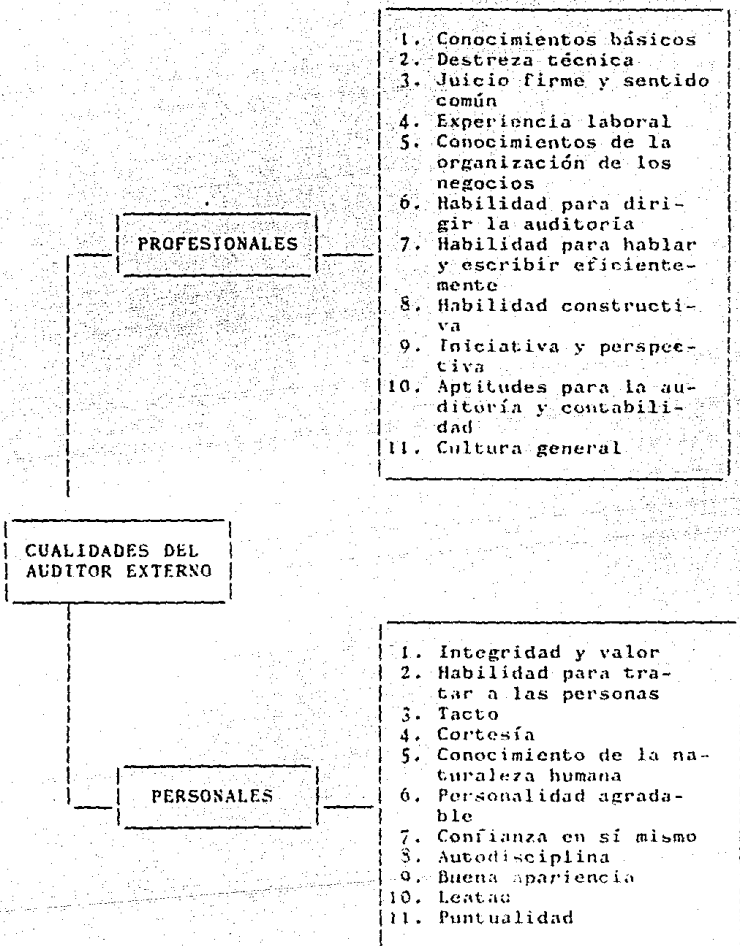 1. Conocimientos básicos
2. Destreza técnica
3. Juicio firme y sentido
común
4. Experiencia laboral
5. Conocimientos de la
organización de los
negocios
6. Habilidad para diri-
gir la auditoría
7. Habilidad para hablar
y escribir eficiente-
mente
8. Habilidad constructi-
va
9. Iniciativa y perspec-
tiva
10. Aptitudes para la au-
ditoría y contabili-
dad
11. Cultura general
PROFESIONALES
CUALIDADES DEL
AUDITOR EXTERNO
PERSONALES
1. Integridad y valor
2. Habilidad para tra-
tar a las personas
3. Tacto
4. Cortesía
5. Conocimiento de la na-
turaleza humana
6. Personalidad agrada-
ble
7. Confianza en sí mismo
8. Autodisciplina
9. Buena apariencia
10. Lealtad
11. Puntualidad